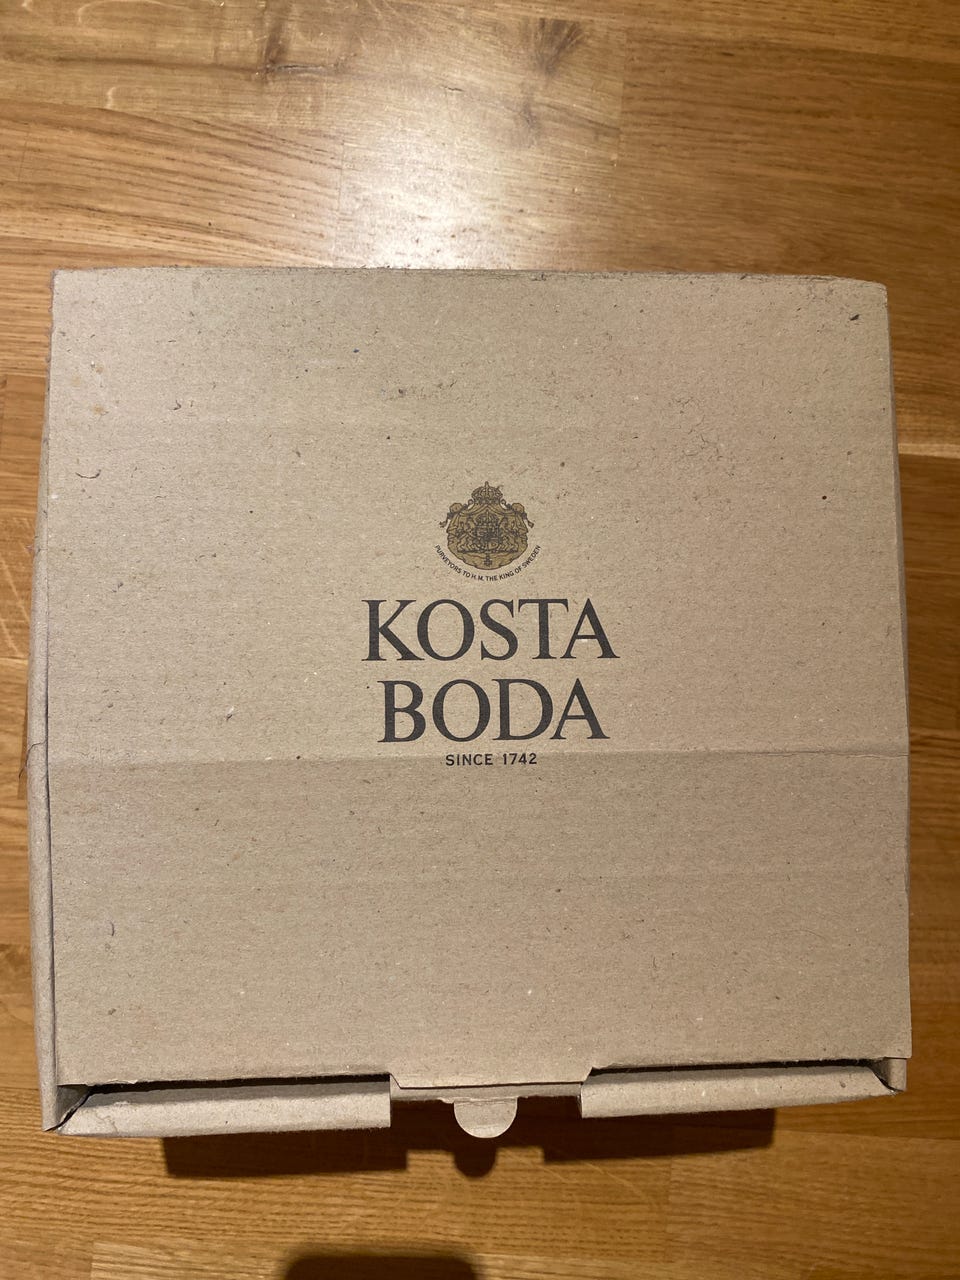 PURVEYORS TO H.M. THE KING OF SWEDEN
KOSTA
BODA
SINCE 1742